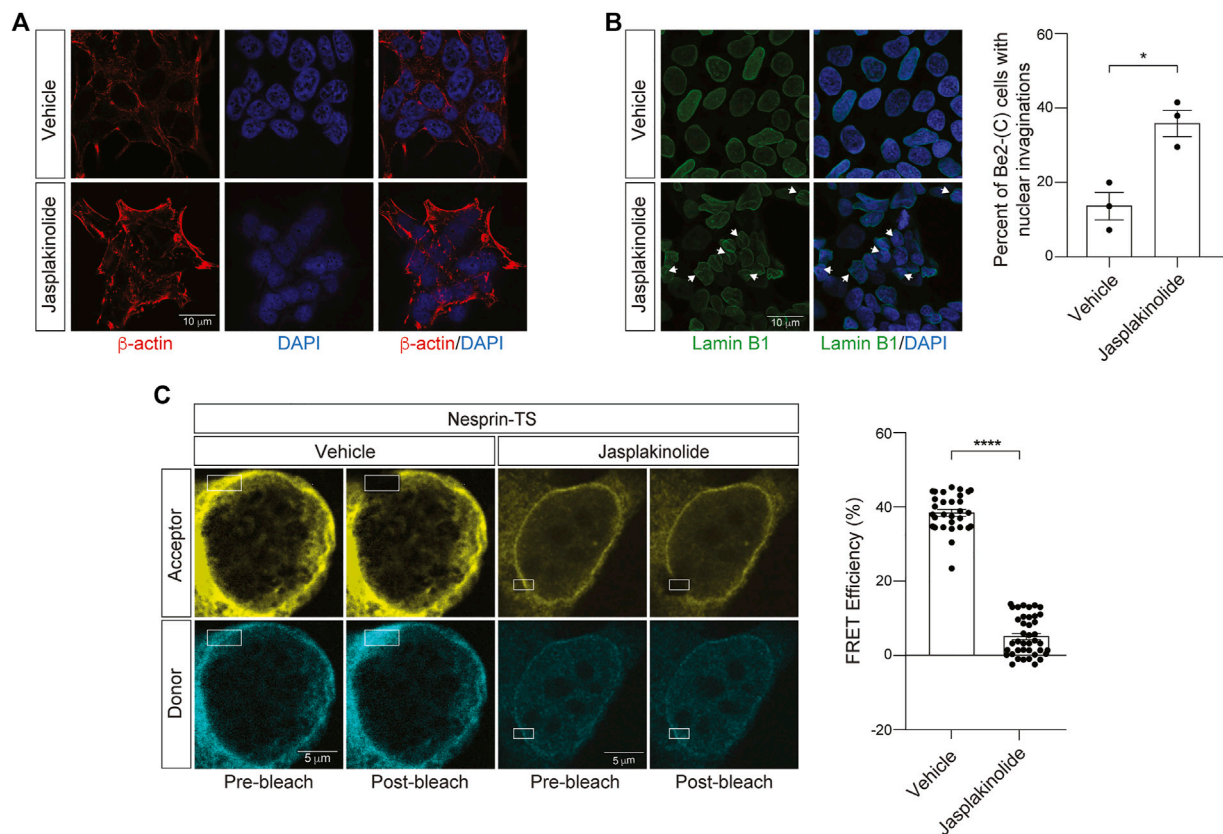 A
Vehicle
Jasplakinolide
10 μm
β-actin
DAPI
β-actin/DAPI
B
Vehicle
Jasplakinolide
10 μm
Lamin B1
Lamin B1/DAPI
Percent of Be2-(C) cells with
nuclear invaginations
60
40
20
0
*
Vehicle
Jasplakinolide
C
Nesprin-TS
Vehicle
Jasplakinolide
Acceptor
Donor
5 μm
5 μm
Pre-bleach
Post-bleach
Pre-bleach
Post-bleach
FRET Efficiency (%)
60
40
20
0
-20
****
Vehicle
Jasplakinolide